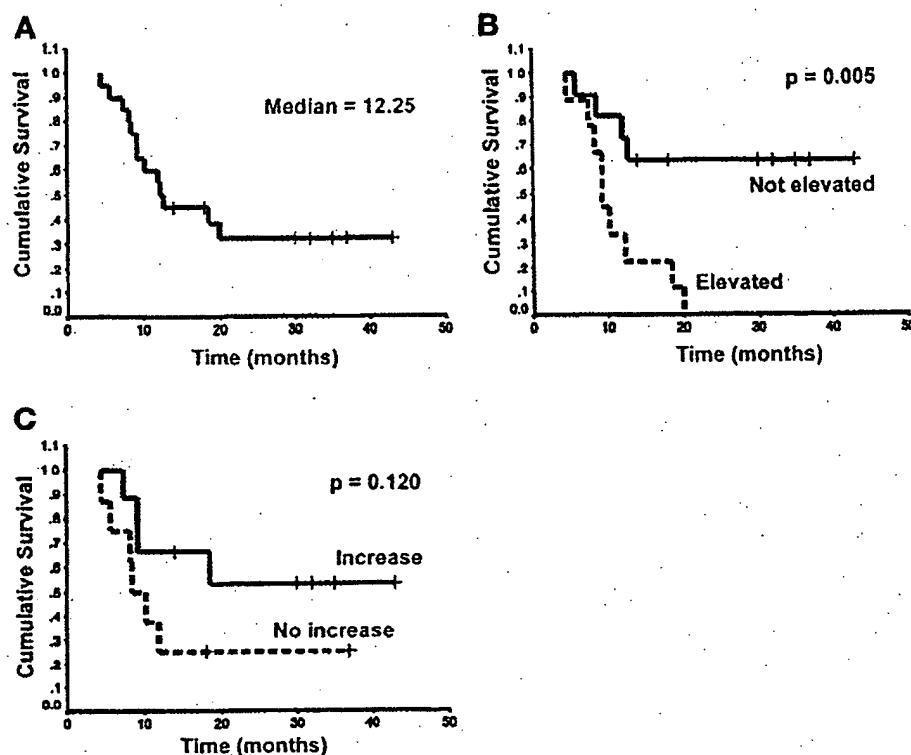 A
Cumulative Survival
1.1
1.0
.9
.8
.7
.6
.5
.4
.3
.2
.1
0.0
Median = 12.25
0 10 20 30 40 50
Time (months)
B
Cumulative Survival
1.1
1.0
.9
.8
.7
.6
.5
.4
.3
.2
.1
0.0
p = 0.005
Not elevated
Elevated
0 10 20 30 40 50
Time (months)
C
Cumulative Survival
1.1
1.0
.9
.8
.7
.6
.5
.4
.3
.2
.1
0.0
p = 0.120
Increase
No increase
0 10 20 30 40 50
Time (months)